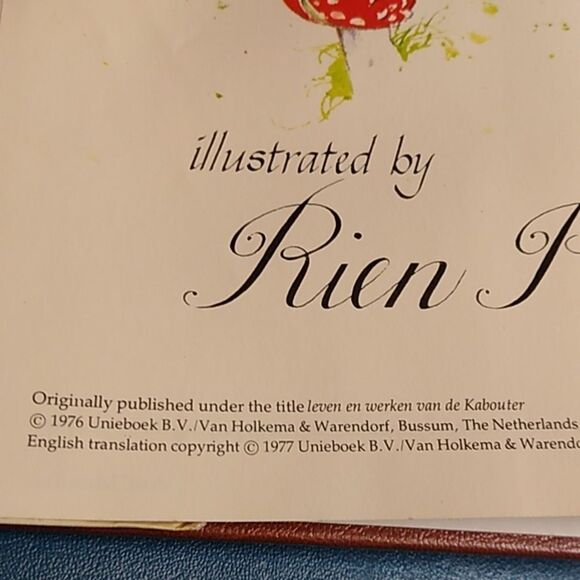 illustrated by
Rien P
Originally published under the title leven en werken van de Kabouter
© 1976 Unieboek B.V./Van Holkema & Warendorf, Bussum, The Netherlands
English translation copyright © 1977 Unieboek B.V./Van Holkema & Warendo